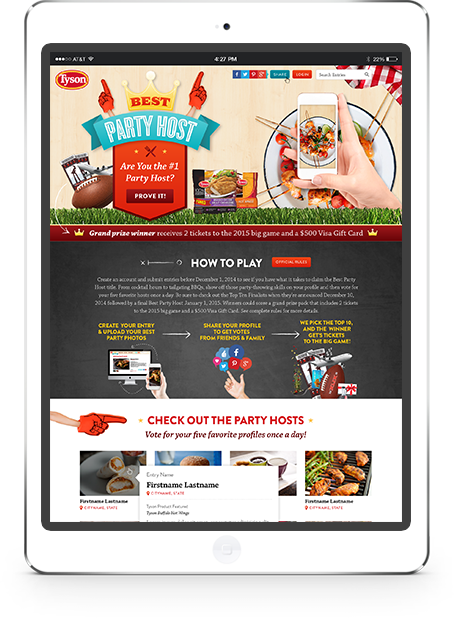 AT&T 4:27 PM 22%
Tyson
SHARE LOGIN Search Entries
BEST
PARTY HOST
Are You the #1
Party Host?
PROVE IT!
Grand prize winner receives 2 tickets to the 2015 big game and a $500 Visa Gift Card
HOW TO PLAY OFFICIAL RULES
Create an account and submit entries before December 1, 2014 to see if you have what it takes to claim the Best Party
Host title. From cocktail hours to tailgating BBQs, show off those party-throwing skills on your profile and then vote for
your five favorite hosts once a day. Be sure to check out the Top Ten Finalists when they're announced December 10,
2014 followed by a final Best Party Host January 1, 2015. Winners could score a grand prize pack that includes 2 tickets
to the 2015 big game and a $500 Visa Gift Card. See complete rules for more details.
CREATE YOUR ENTRY
& UPLOAD YOUR BEST
PARTY PHOTOS
SHARE YOUR PROFILE
TO GET VOTES
FROM FRIENDS & FAMILY
WE PICK THE TOP 10,
AND THE WINNER
GET'S TICKETS
TO THE BIG GAME!
CHECK OUT THE PARTY HOSTS
Vote for your five favorite profiles once a day!
Firstname Lastname
CITYNAME, STATE
Entry Name
Firstname Lastname
CITYNAME, STATE
Tyson Product Featured
Tyson Buffalo Hot Wings
Firstname Lastname
CITYNAME, STATE